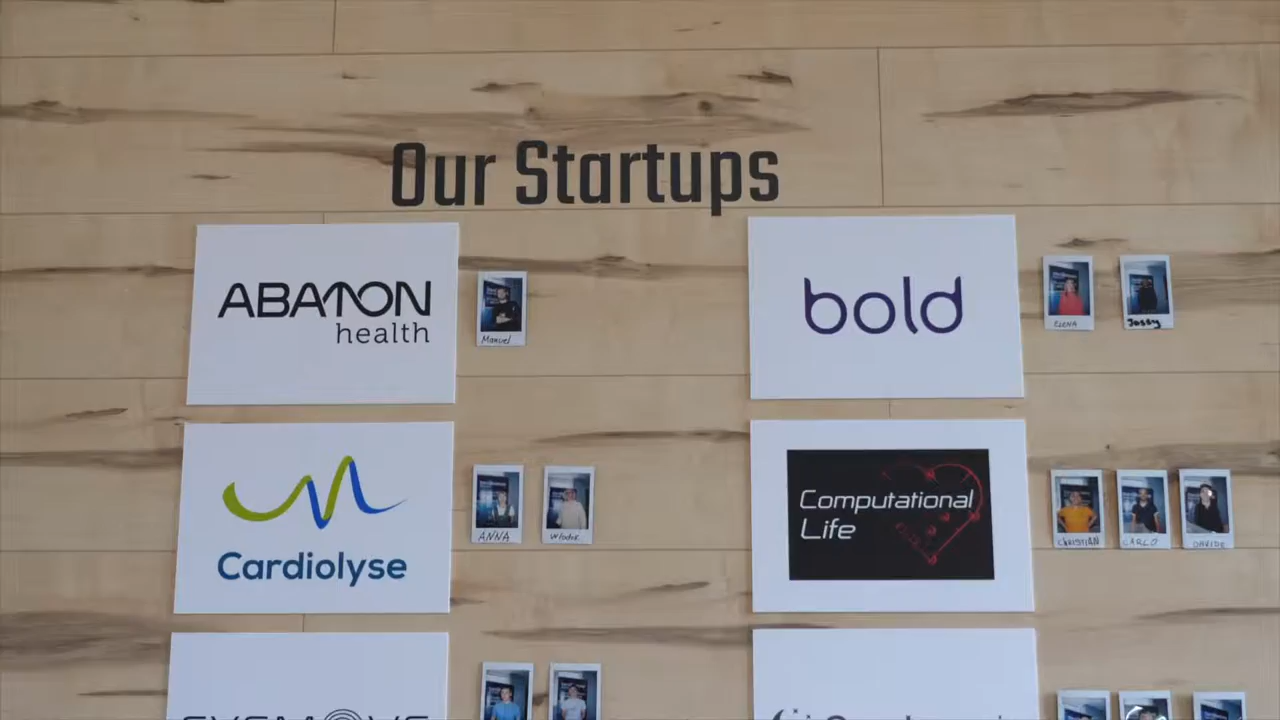 Our Startups
ABATON
health
Manuel
bold
ELENA
Jossy
Cardiolyse
ANNA
Wlodek
Computational
Life
CHRISTIAN
CARLO
DAVIDE